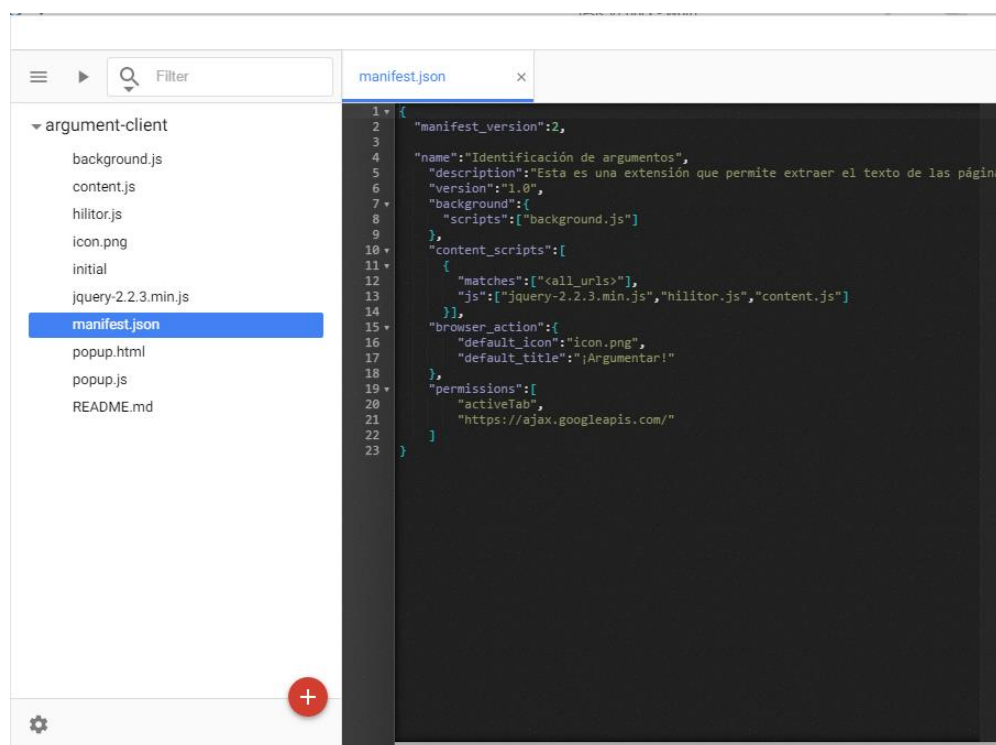 Filter
argument-client
background.js
content.js
hilitor.js
icon.png
initial
jquery-2.2.3.min.js
manifest.json
popup.html
popup.js
README.md
manifest.json ×
1 {
2 "manifest_version":2,
3
4 "name":"Identificación de argumentos",
5 "description":"Esta es una extensión que permite extraer el texto de las página
6 "version":"1.0",
7 "background":{
8 "scripts":["background.js"]
9 },
10 "content_scripts":[
11 {
12 "matches":["<all_urls>"],
13 "js":["jquery-2.2.3.min.js","hilitor.js","content.js"]
14 }],
15 "browser_action":{
16 "default_icon":"icon.png",
17 "default_title":"¡Argumentar!"
18 },
19 "permissions":[
20 "activeTab",
21 "https://ajax.googleapis.com/"
22 ]
23 }